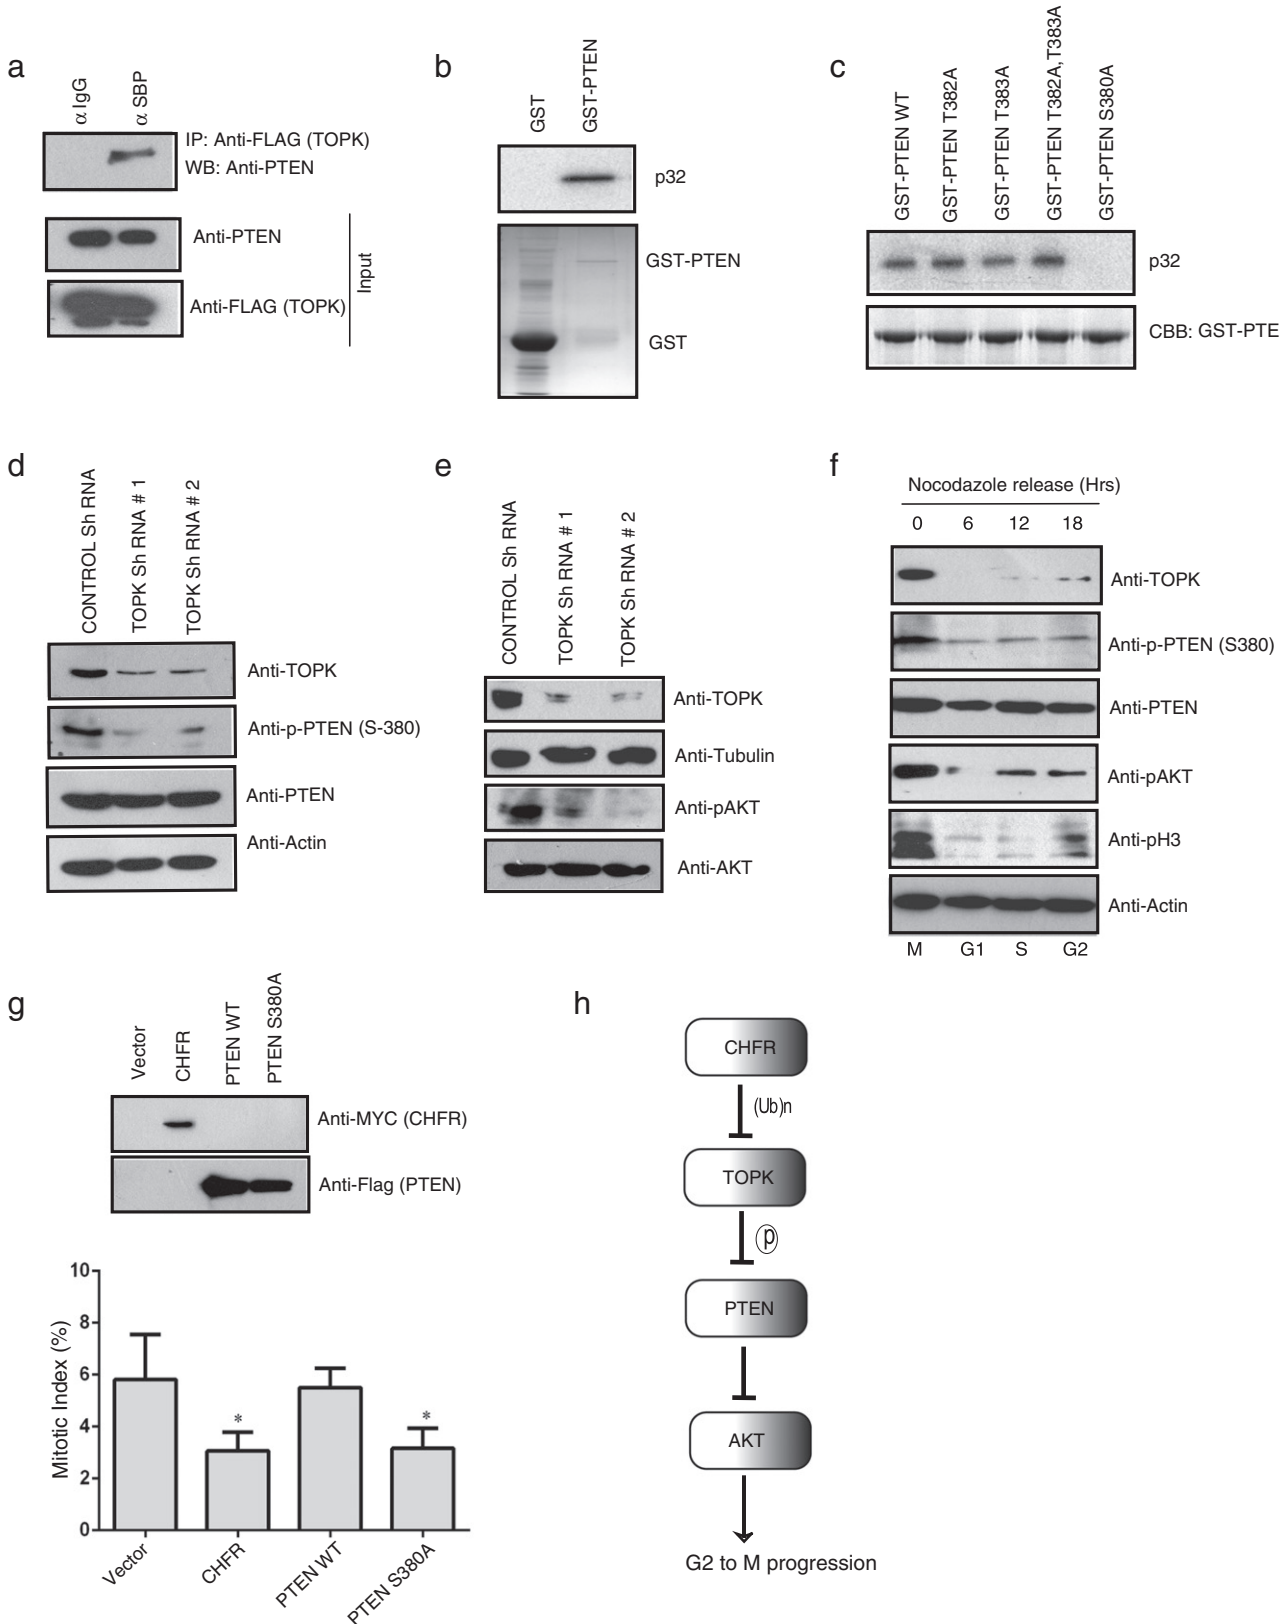 a
α IgG
α SBP
IP: Anti-FLAG (TOPK)
WB: Anti-PTEN
Anti-PTEN
Anti-FLAG (TOPK)
Input
b
GST
GST-PTEN
p32
GST-PTEN
GST
c
GST-PTEN WT
GST-PTEN T382A
GST-PTEN T383A
GST-PTEN T382A,T383A
GST-PTEN S380A
p32
CBB: GST-PTE
d
CONTROL Sh RNA
TOPK Sh RNA # 1
TOPK Sh RNA # 2
Anti-TOPK
Anti-p-PTEN (S-380)
Anti-PTEN
Anti-Actin
e
CONTROL Sh RNA
TOPK Sh RNA # 1
TOPK Sh RNA # 2
Anti-TOPK
Anti-Tubulin
Anti-pAKT
Anti-AKT
f
Nocodazole release (Hrs)
0 6 12 18
Anti-TOPK
Anti-p-PTEN (S380)
Anti-PTEN
Anti-pAKT
Anti-pH3
Anti-Actin
M G1 S G2
g
Vector
CHFR
PTEN WT
PTEN S380A
Anti-MYC (CHFR)
Anti-Flag (PTEN)
Mitotic Index (%)
10
8
6
4
2
0
*
*
Vector
CHFR
PTEN WT
PTEN S380A
h
CHFR
(Ub)n
TOPK
p
PTEN
AKT
G2 to M progression